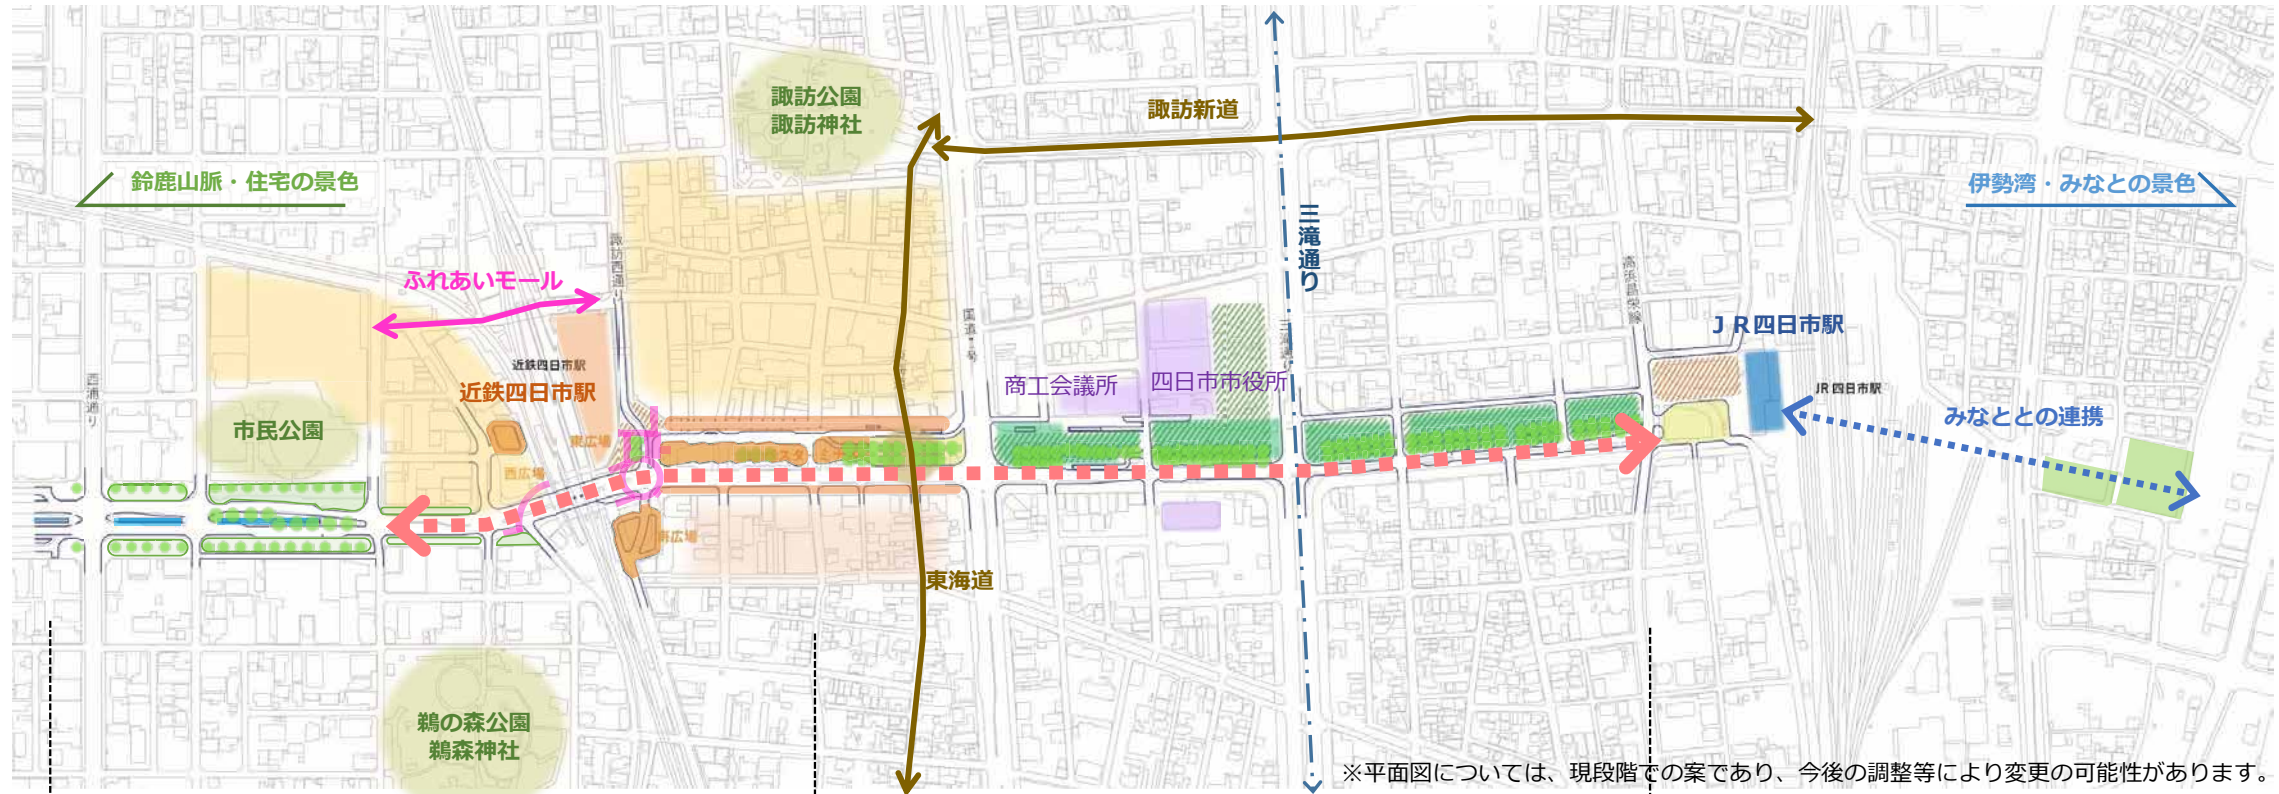 諏訪公園
諏訪神社
諏訪新道
鈴鹿山脈・住宅の景色
伊勢湾・みなとの景色
三滝通り
諏訪西通り
ふれあいモール
高浜昌栄線
国道1号
三滝通り
JR四日市駅
近鉄四日市駅
近鉄四日市駅
西浦通り
商工会議所
四日市市役所
JR四日市駅
みなととの連携
市民公園
東広場
西広場
南広場
東海道
鵜の森公園
鵜森神社
※平面図については、現段階での案であり、今後の調整等により変更の可能性があります。